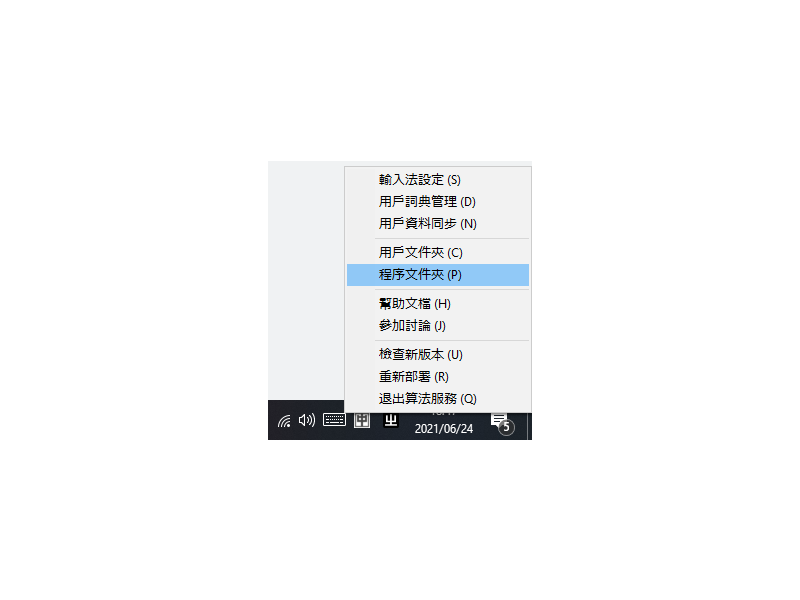 輸入法設定 (S)
用戶詞典管理 (D)
用戶資料同步 (N)
用戶文件夾 (C)
程序文件夾 (P)
幫助文檔 (H)
參加討論 (J)
檢查新版本 (U)
重新部署 (R)
退出算法服務 (Q)
2021/06/24
5